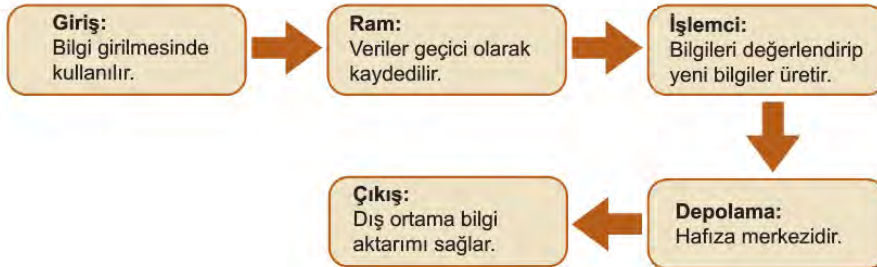 Giriş:
Bilgi girilmesinde
kullanılır.
Ram:
Veriler geçici olarak
kaydedilir.
İşlemci:
Bilgileri değerlendirip
yeni bilgiler üretir.
Çıkış:
Dış ortama bilgi
aktarımı sağlar.
Depolama:
Hafıza merkezidir.